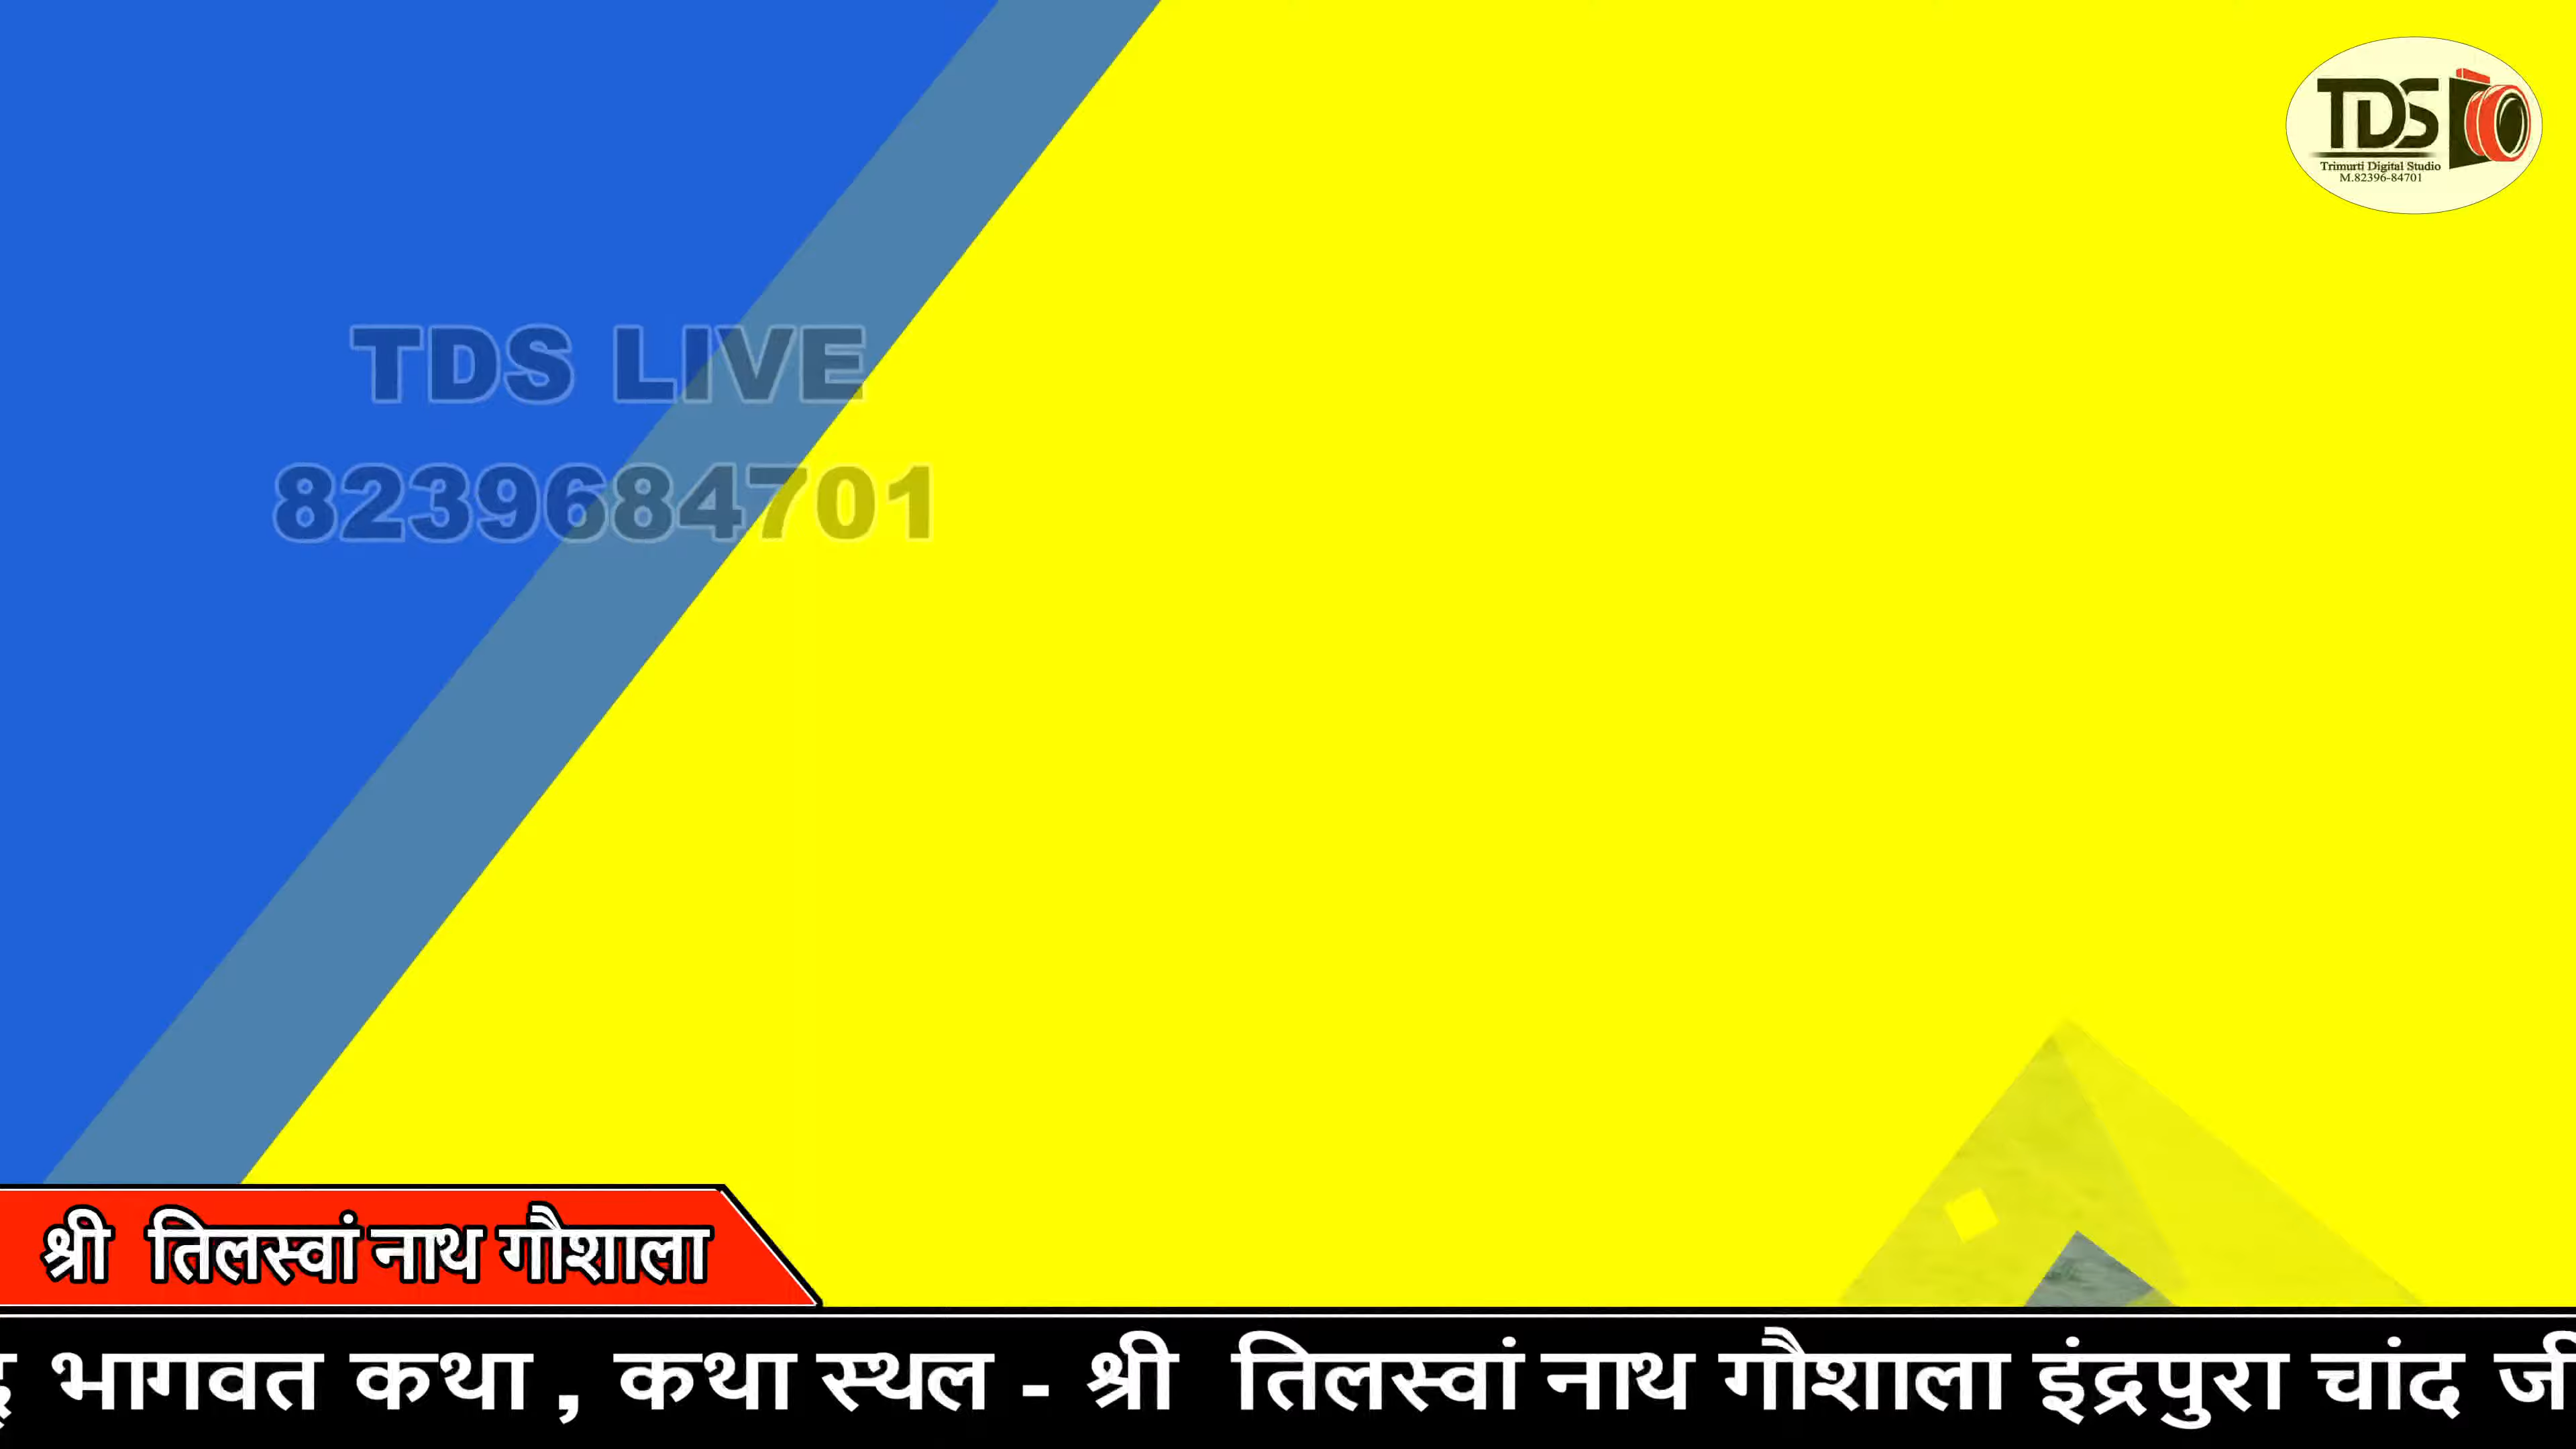 TDS
Trimurti Digital Studio
M.82396-84701
TDS LIVE
8239684701
श्री तिलस्वां नाथ गौशाला
भागवत कथा , कथा स्थल - श्री तिलस्वां नाथ गौशाला इंद्रपुरा चांद